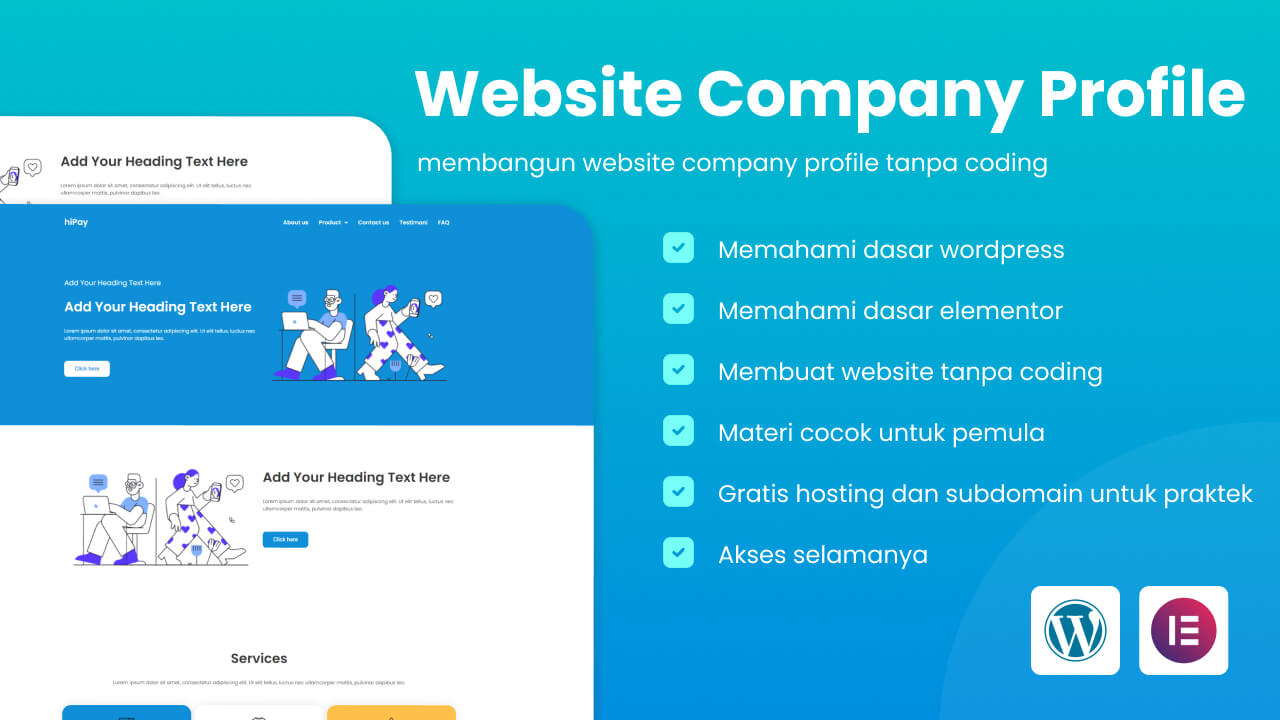 Website Company Profile
membangun website company profile tanpa coding
Add Your Heading Text Here
Lorem ipsum dolor sit amet, consectetur adipiscing elit. Ut elit tellus, luctus nec
ullamcorper mattis, pulvinar dapibus leo.
hiPay
About us Product Contact us Testimoni FAQ
Add Your Heading Text Here
Add Your Heading Text Here
Lorem ipsum dolor sit amet, consectetur adipiscing elit. Ut elit tellus, luctus nec
ullamcorper mattis, pulvinar dapibus leo.
Click here
Add Your Heading Text Here
Lorem ipsum dolor sit amet, consectetur adipiscing elit. Ut elit tellus, luctus nec
ullamcorper mattis, pulvinar dapibus leo.
Click here
Services
Lorem ipsum dolor sit amet, consectetur adipiscing elit. Ut elit tellus, luctus nec ullamcorper mattis, pulvinar dapibus leo.
Memahami dasar wordpress
Memahami dasar elementor
Membuat website tanpa coding
Materi cocok untuk pemula
Gratis hosting dan subdomain untuk praktek
Akses selamanya